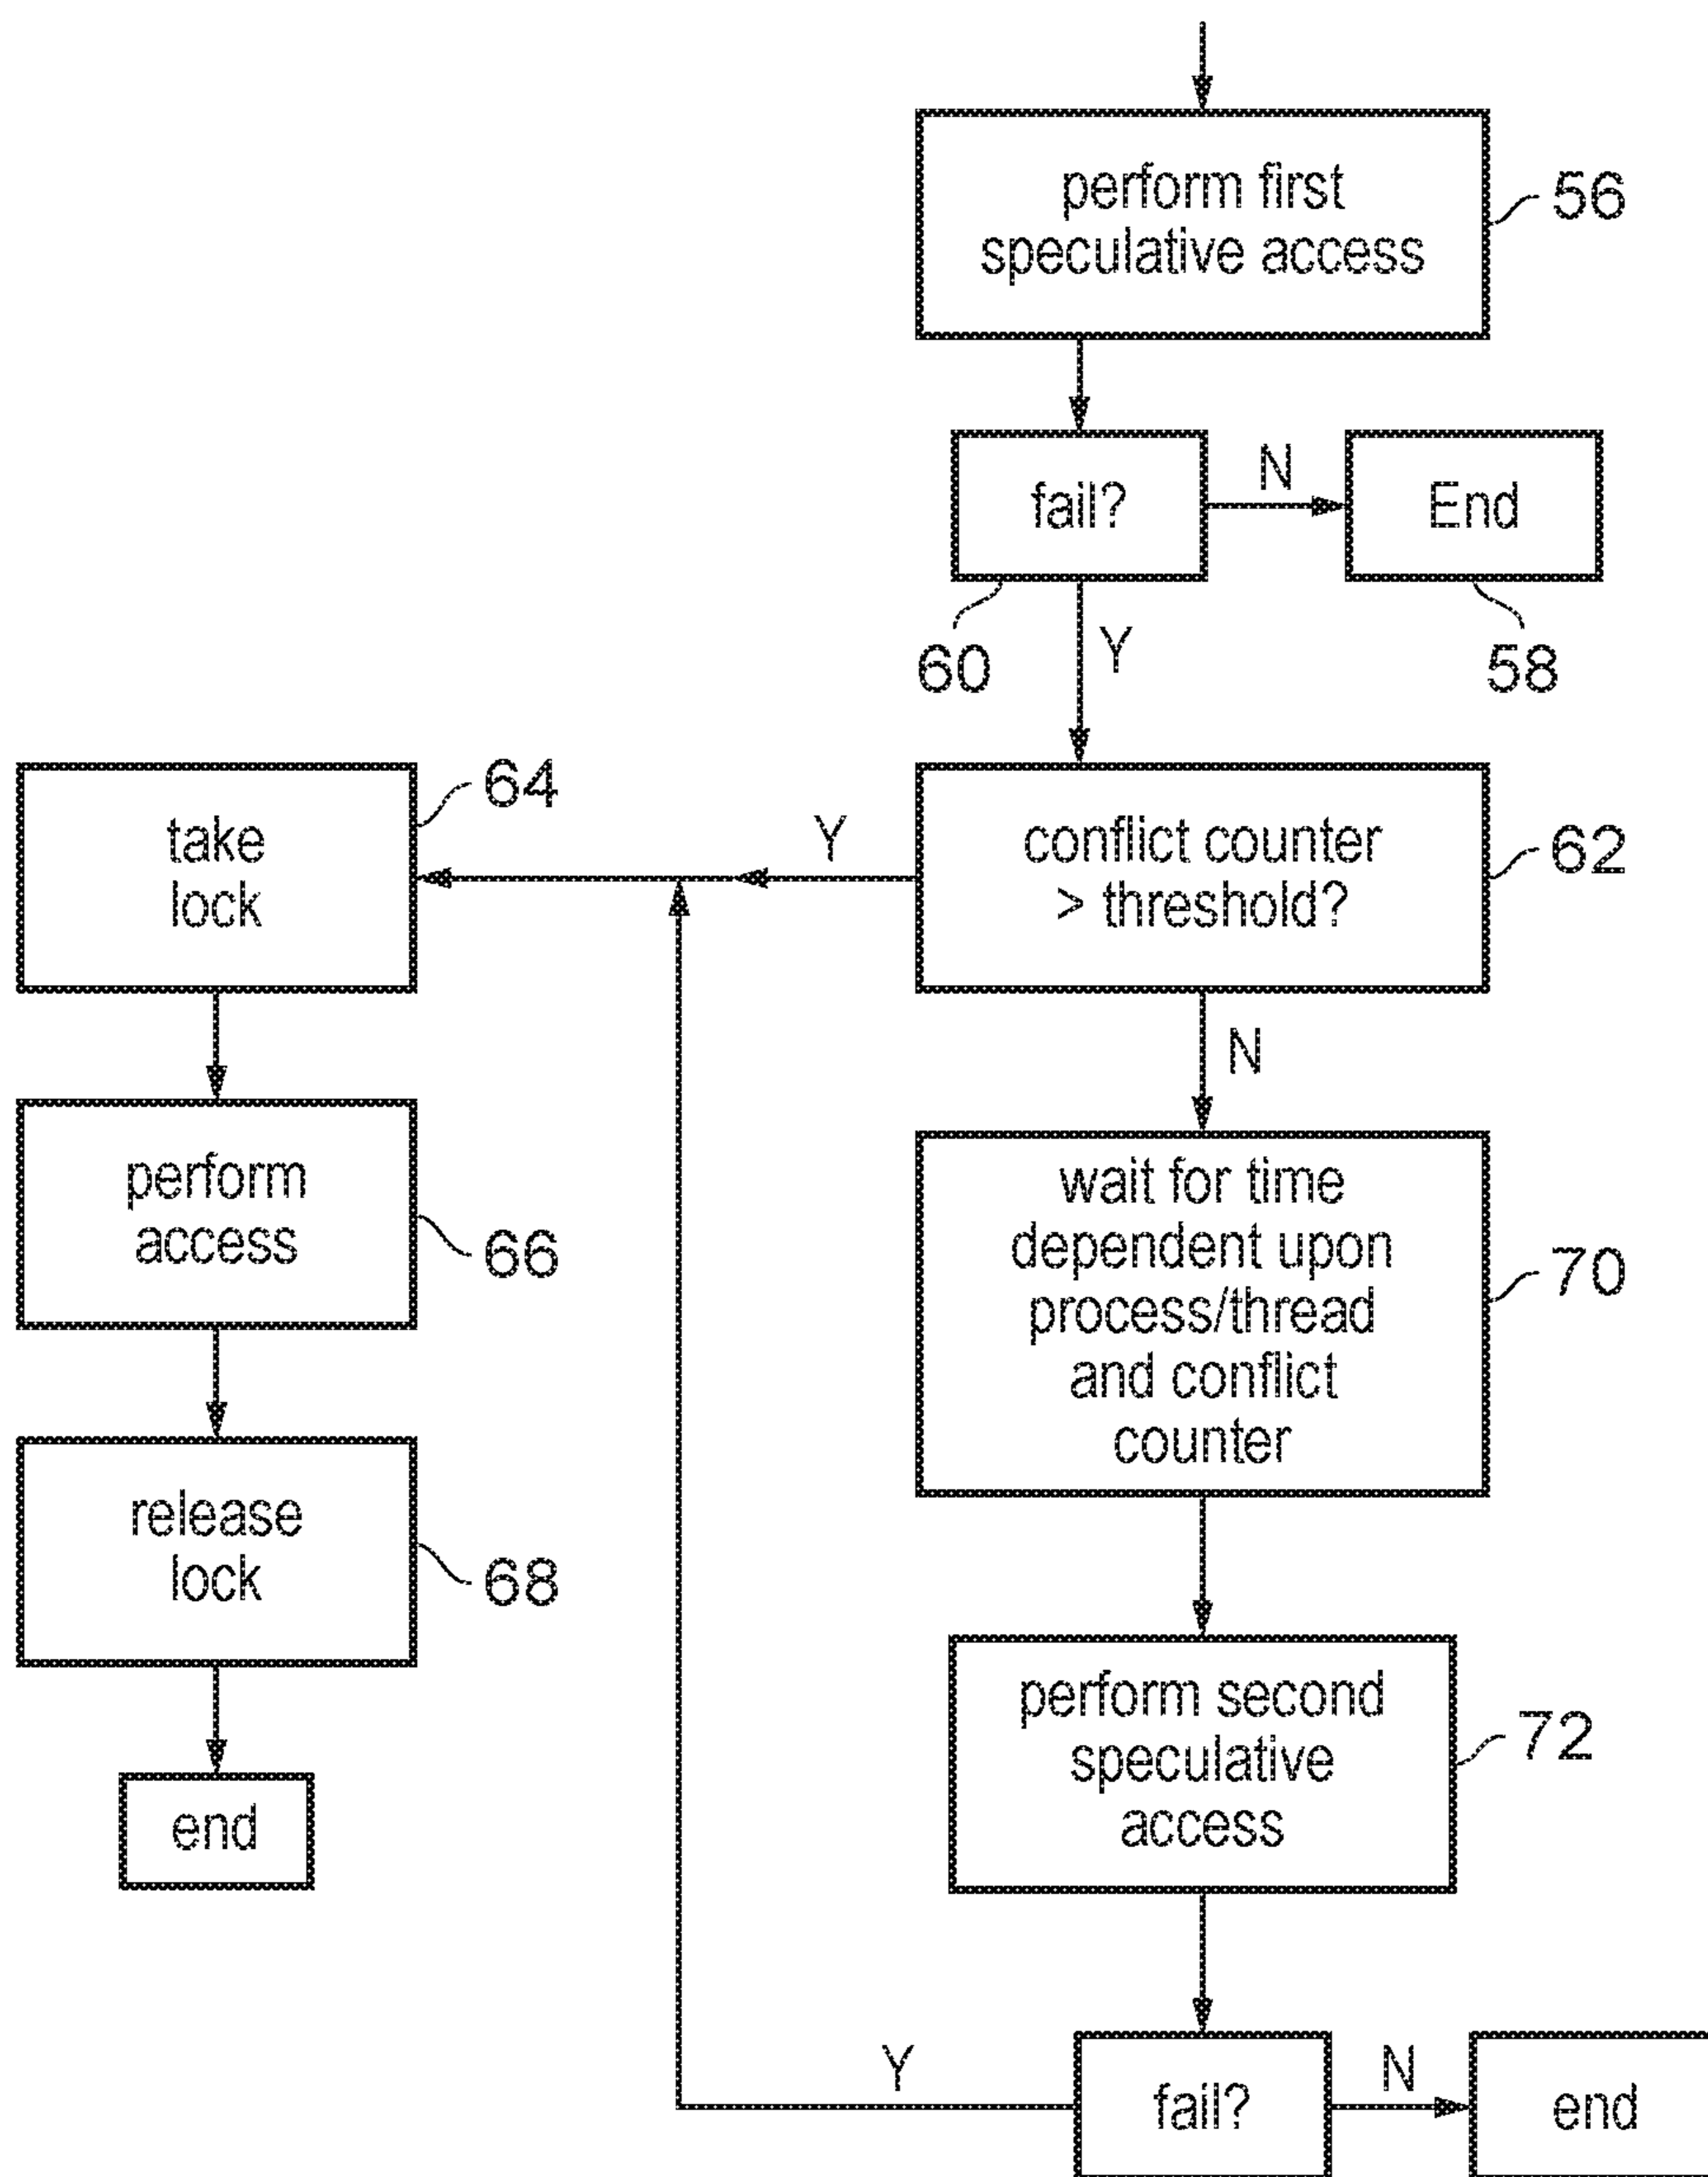 perform first
speculative access
56
fail?
N
End
60
Y
58
take
lock
64
Y
conflict counter
> threshold?
62
N
perform
access
66
wait for time
dependent upon
process/thread
and conflict
counter
70
release
lock
68
perform second
speculative
access
72
end
Y
fail?
N
end